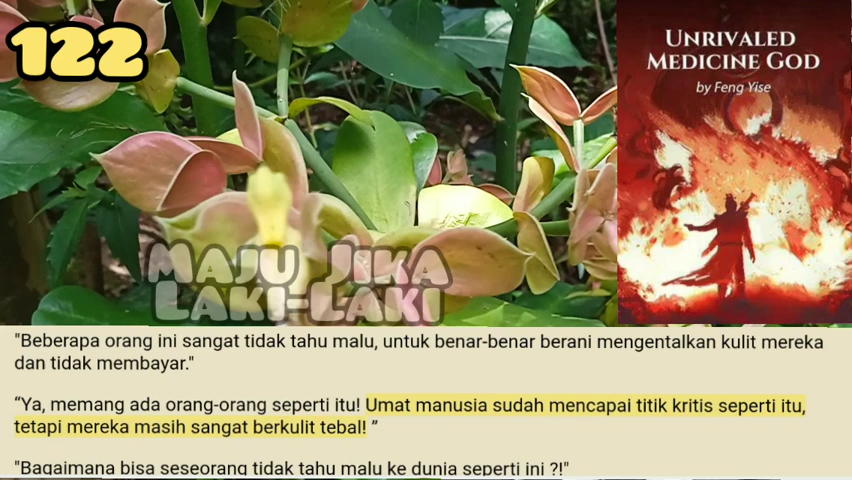 122
UNRIVALED
MEDICINE GOD
by Feng Yise
MAJU JIKA
LAKI-LAKI
"Beberapa orang ini sangat tidak tahu malu, untuk benar-benar berani mengentalkan kulit mereka
dan tidak membayar."
“Ya, memang ada orang-orang seperti itu! Umat manusia sudah mencapai titik kritis seperti itu,
tetapi mereka masih sangat berkulit tebal! ”
"Bagaimana bisa seseorang tidak tahu malu ke dunia seperti ini ?!"